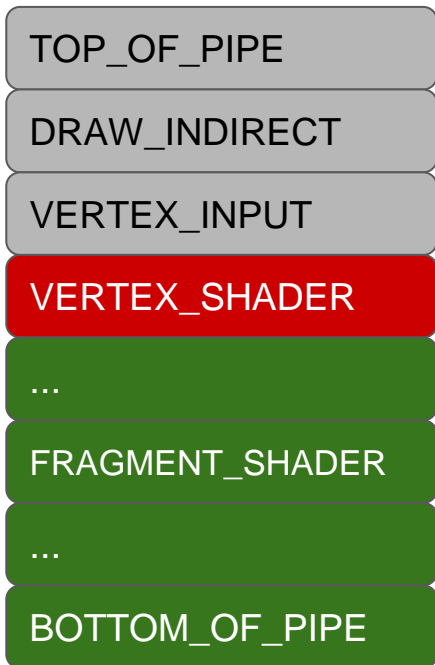 TOP_OF_PIPE
DRAW_INDIRECT
VERTEX_INPUT
VERTEX_SHADER
...
FRAGMENT_SHADER
...
BOTTOM_OF_PIPE